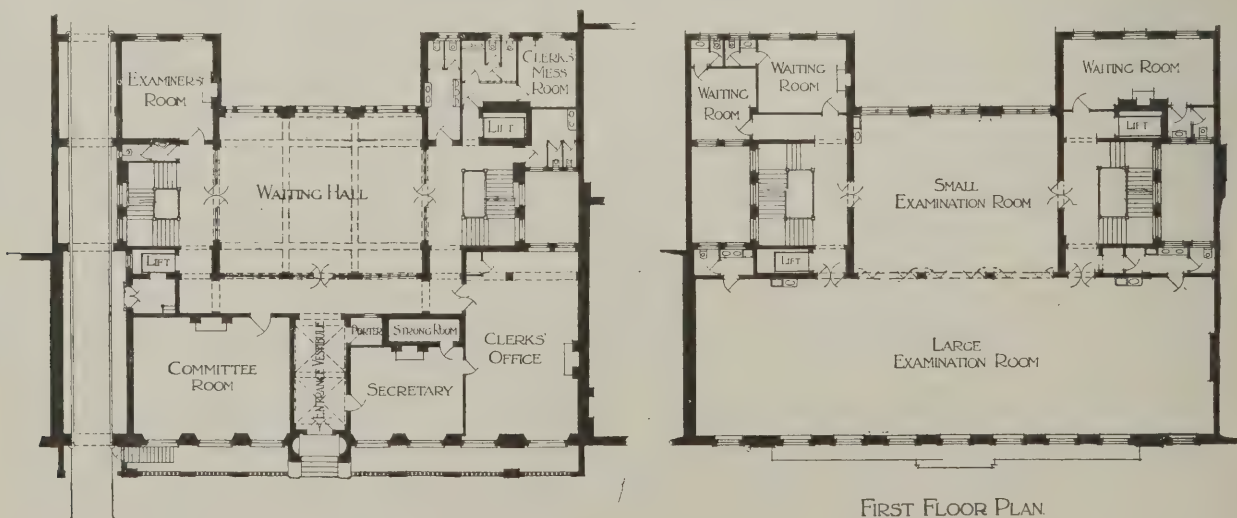 EXAMINERS'
ROOM
CLERKS'
MESS
ROOM
LIFT
WAITING HALL
LIFT
COMMITTEE
ROOM
ENTRANCE VESTIBULE
PORTER
STRONG ROOM
SECRETARY
CLERKS'
OFFICE
WAITING
ROOM
WAITING
ROOM
WAITING ROOM
LIFT
SMALL
EXAMINATION ROOM
LIFT
LARGE
EXAMINATION ROOM
FIRST FLOOR PLAN.